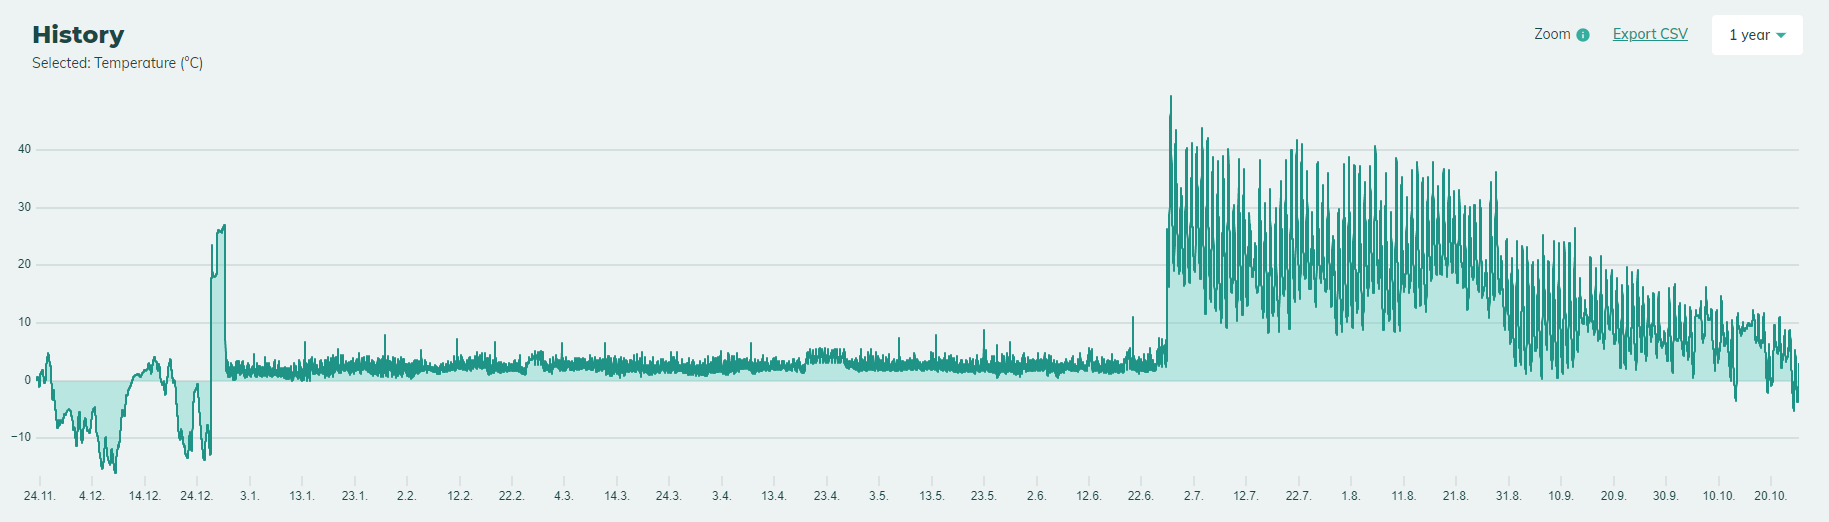 History
Selected: Temperature (°C)
Zoom i Export CSV 1 year
40
30
20
10
0
−10
24.11. 4.12. 14.12. 24.12. 3.1. 13.1. 23.1. 2.2. 12.2. 22.2. 4.3. 14.3. 24.3. 3.4. 13.4. 23.4. 3.5. 13.5. 23.5. 2.6. 12.6. 22.6. 2.7. 12.7. 22.7. 1.8. 11.8. 21.8. 31.8. 10.9. 20.9. 30.9. 10.10. 20.10.